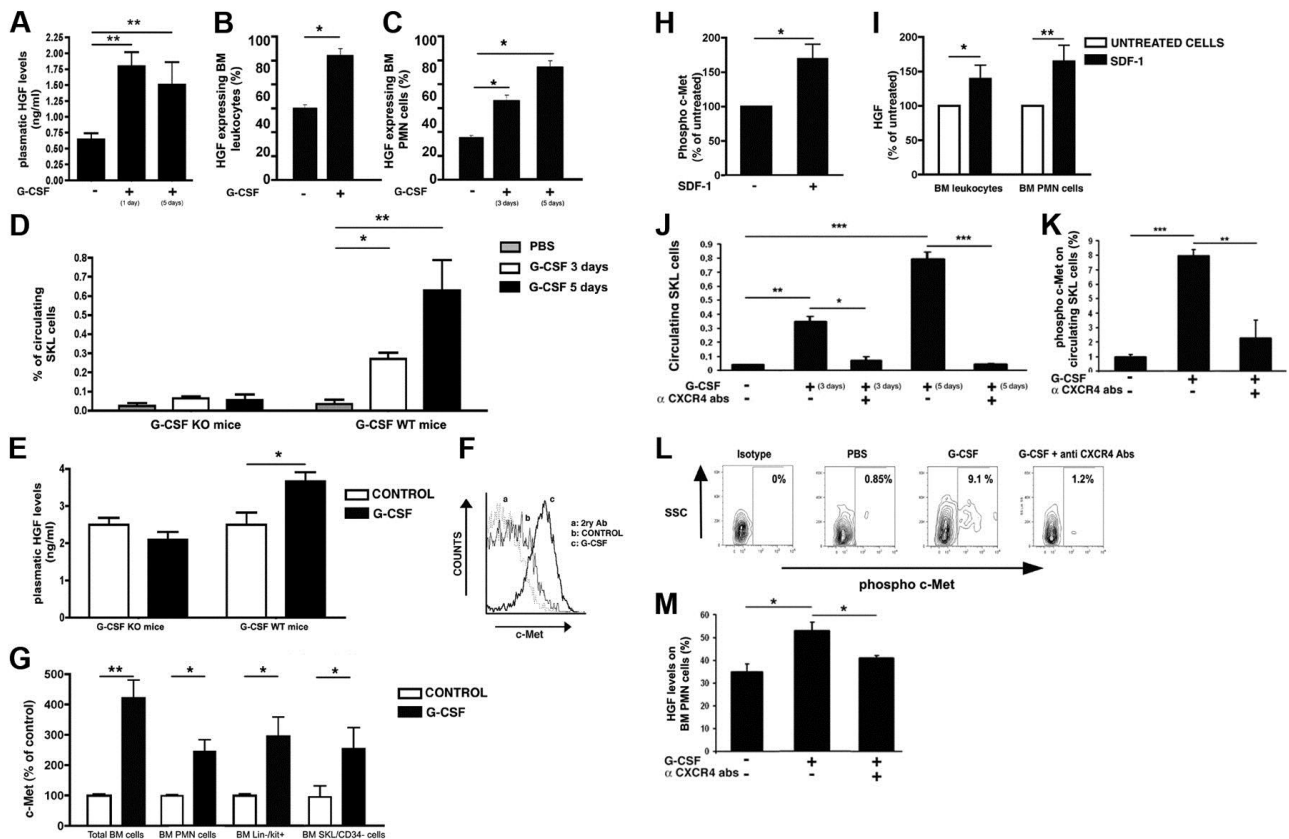 A
**
**
plasmatic HGF levels
(ng/ml)
2.25
2.00
1.75
1.50
1.25
1.00
0.75
0.50
0.25
0.00
G-CSF - + +
(1 day) (5 days)
B
*
HGF expressing BM
leukocytes (%)
80
60
40
60
40
20
0
G-CSF - +
C
*
*
HGF expressing BM
PMN cells (%)
80
60
40
60
40
20
0
G-CSF - + +
(3 days) (5 days)
D
**
*
PBS
G-CSF 3 days
G-CSF 5 days
% of circulating
SKL cells
0.8
0.7
0.6
0.5
0.4
0.3
0.2
0.1
0
G-CSF KO mice G-CSF WT mice
E
*
CONTROL
G-CSF
plasmatic HGF levels
(ng/ml)
4
3
2
1
0
G-CSF KO mice G-CSF WT mice
F
COUNTS
a
b
c
a: 2ry Ab
b: CONTROL
c: G-CSF
c-Met
G
** * * *
CONTROL
G-CSF
c-Met (% of control)
500
400
300
200
100
0
Total BM cells BM PMN cells BM Lin-/kit+ BM SKL/CD34- cells
H
*
Phospho c-Met
(% of untreated)
200
150
100
50
0
SDF-1 - +
I
* **
UNTREATED CELLS
SDF-1
HGF
(% of untreated)
200
150
100
50
0
BM leukocytes BM PMN cells
J
***
***
**
*
Circulating SKL cells
0.9
0.8
0.7
0.6
0.5
0.4
0.3
0.2
0.1
0
G-CSF - + (3 days) + (3 days) + (5 days) + (5 days)
α CXCR4 abs - - + - +
K
***
**
phospho c-Met on
circulating SKL cells (%)
9
8
7
6
5
4
3
2
1
0
G-CSF - + +
α CXCR4 abs - - +
L
Isotype PBS G-CSF G-CSF + anti CXCR4 Abs
0% 0.85% 9.1 % 1.2%
SSC
phospho c-Met
M
* *
HGF levels on
BM PMN cells (%)
60
50
40
30
20
10
0
G-CSF - + +
α CXCR4 abs - - +